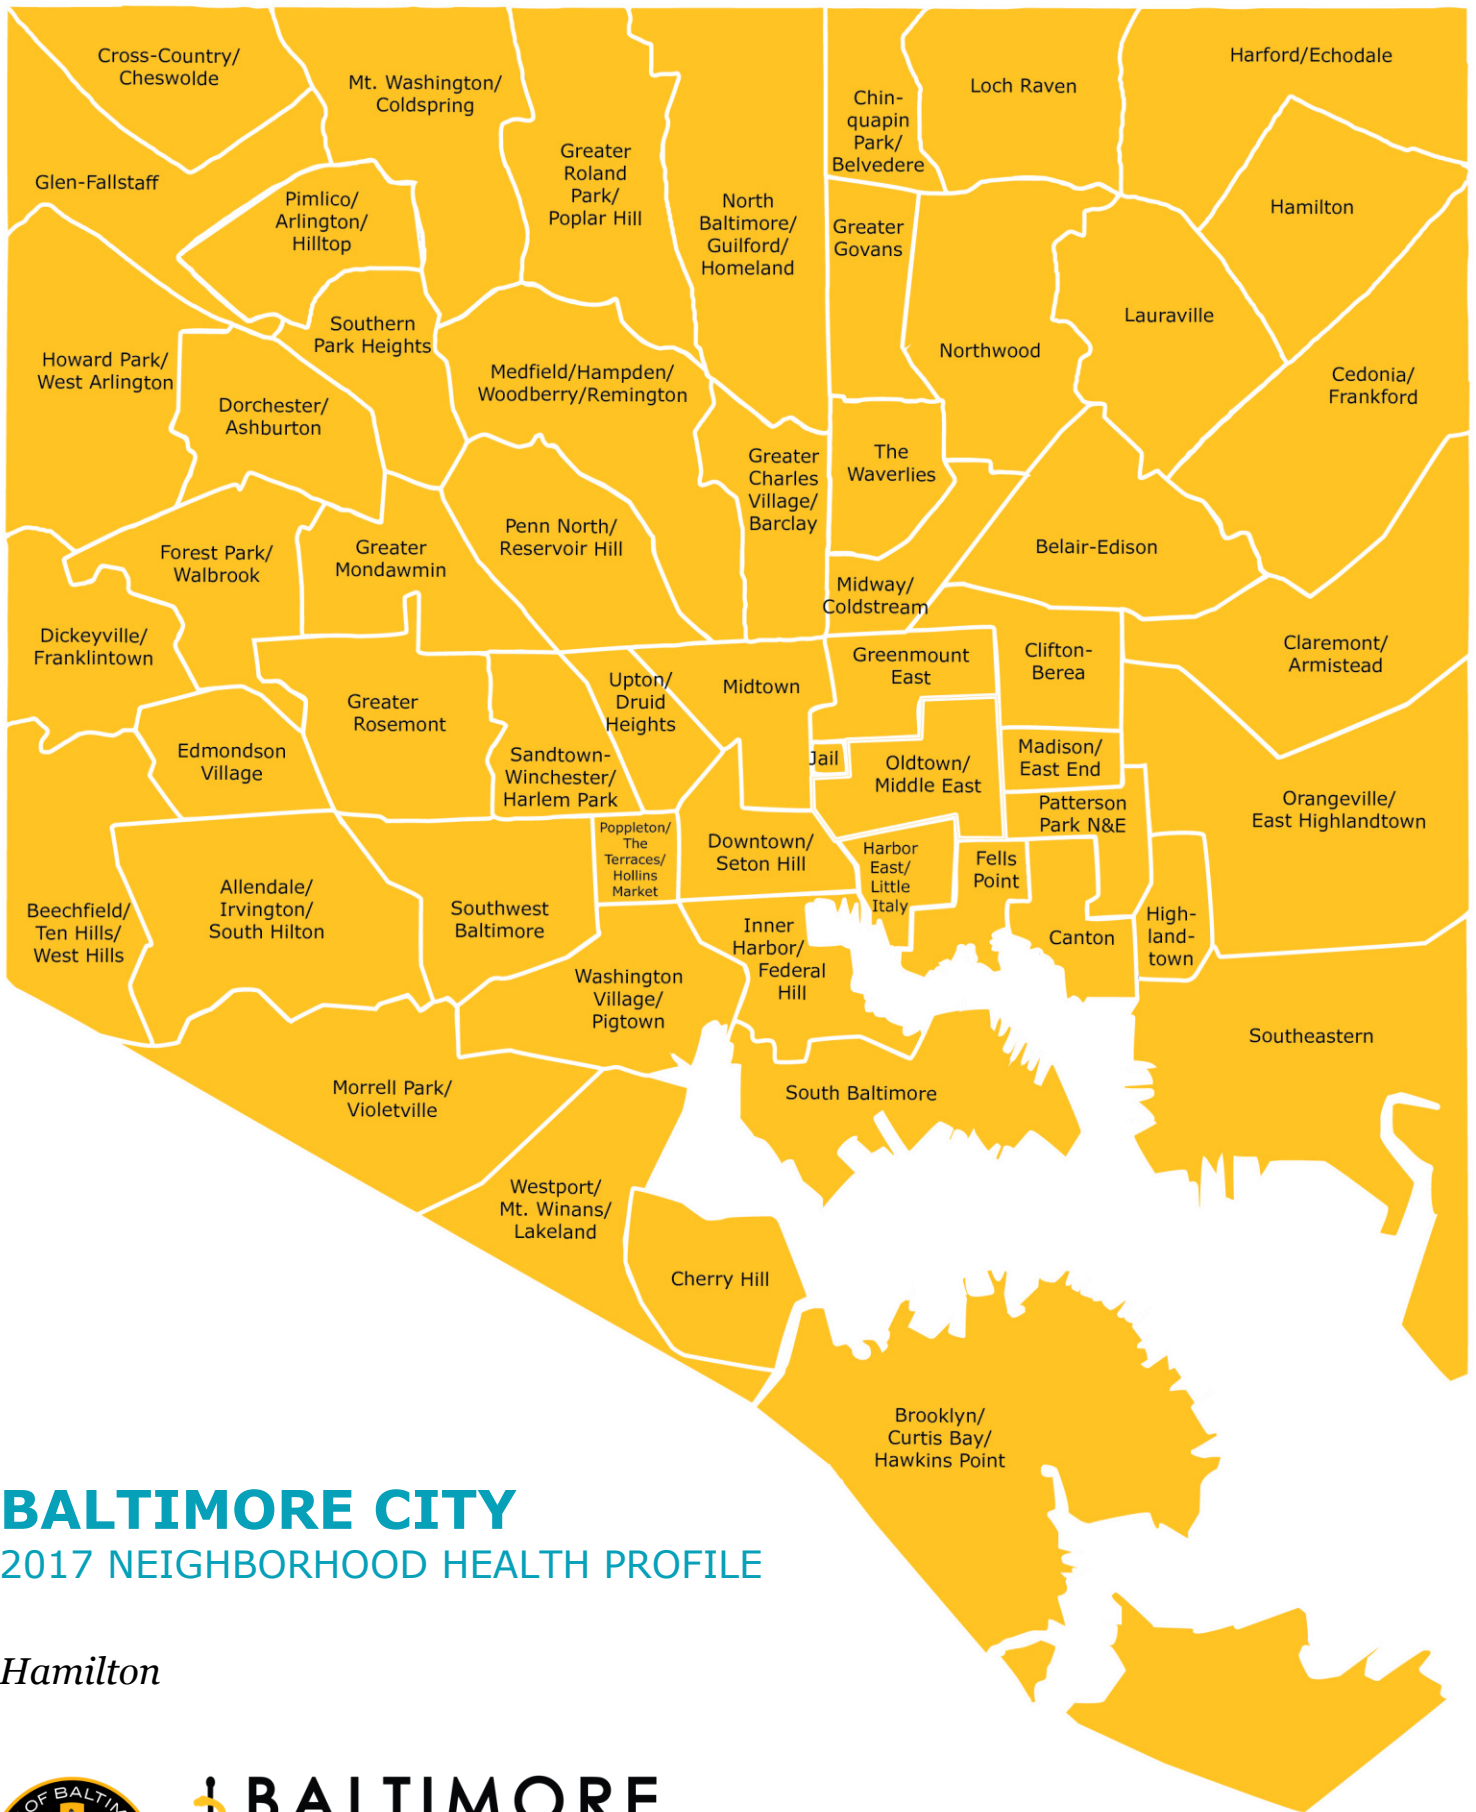 Cross-Country/
Cheswolde
Mt. Washington/
Coldspring
Greater
Roland
Park/
Poplar Hill
North
Baltimore/
Guilford/
Homeland
Chin-
quapin
Park/
Belvedere
Loch Raven
Harford/Echodale
Glen-Fallstaff
Pimlico/
Arlington/
Hilltop
Greater
Govans
Hamilton
Lauraville
Northwood
Southern
Park Heights
Howard Park/
West Arlington
Medfield/Hampden/
Woodberry/Remington
Cedonia/
Frankford
Dorchester/
Ashburton
Greater
Charles
Village/
Barclay
The
Waverlies
Penn North/
Reservoir Hill
Belair-Edison
Forest Park/
Walbrook
Greater
Mondawmin
Midway/
Coldstream
Dickeyville/
Franklintown
Greenmount
East
Clifton-
Berea
Claremont/
Armistead
Upton/
Druid
Heights
Midtown
Greater
Rosemont
Edmondson
Village
Sandtown-
Winchester/
Harlem Park
Jail
Oldtown/
Middle East
Madison/
East End
Patterson
Park N&E
Orangeville/
East Highlandtown
Poppleton/
The
Terraces/
Hollins
Market
Downtown/
Seton Hill
Harbor
East/
Little
Italy
Fells
Point
Allendale/
Irvington/
South Hilton
Beechfield/
Ten Hills/
West Hills
Southwest
Baltimore
Inner
Harbor/
Federal
Hill
Canton
High-
land-
town
Washington
Village/
Pigtown
Southeastern
Morrell Park/
Violetville
South Baltimore
Westport/
Mt. Winans/
Lakeland
Cherry Hill
Brooklyn/
Curtis Bay/
Hawkins Point
BALTIMORE CITY
2017 NEIGHBORHOOD HEALTH PROFILE
Hamilton
OF
BALTIMORE